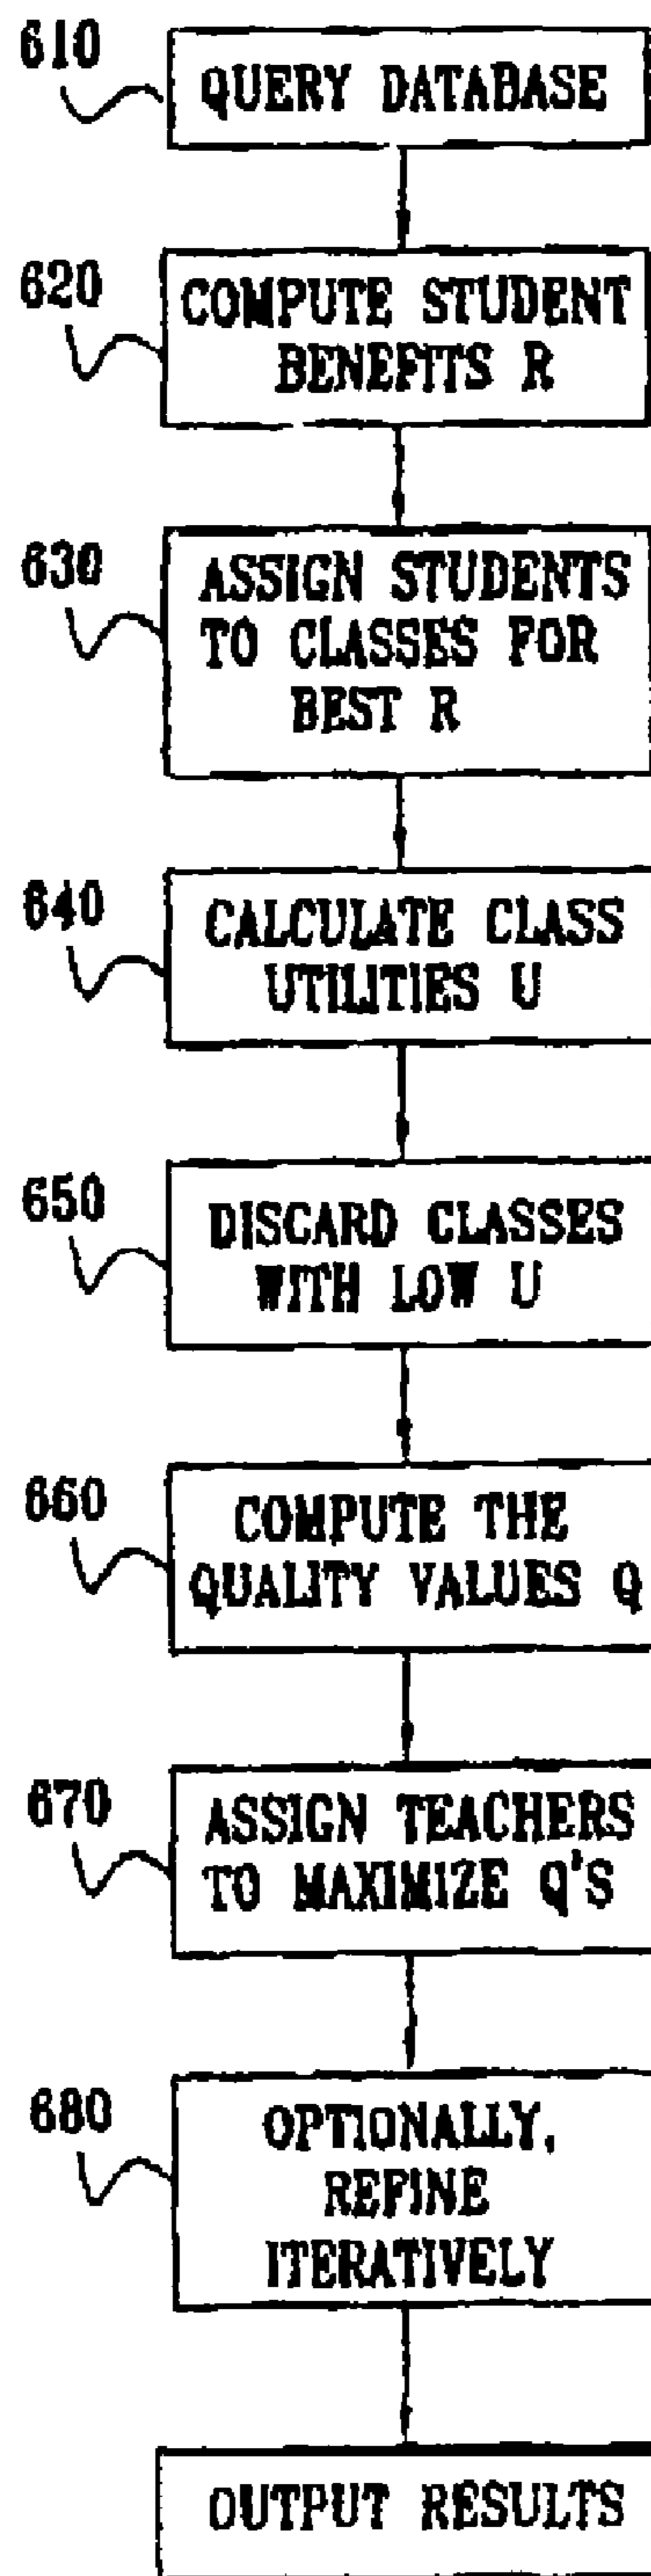 610
QUERY DATABASE
620
COMPUTE STUDENT
BENEFITS R
630
ASSIGN STUDENTS
TO CLASSES FOR
BEST R
640
CALCULATE CLASS
UTILITIES U
650
DISCARD CLASSES
WITH LOW U
660
COMPUTE THE
QUALITY VALUES Q
670
ASSIGN TEACHERS
TO MAXIMIZE Q'S
680
OPTIONALLY,
REFINE
ITERATIVELY
OUTPUT RESULTS